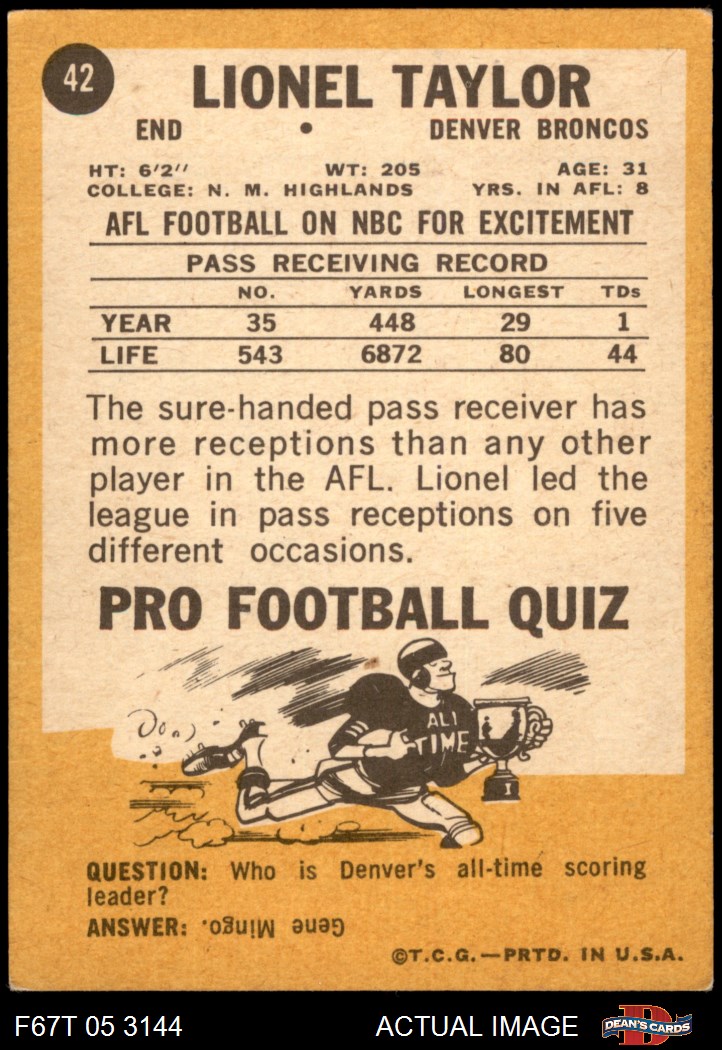 42
LIONEL TAYLOR
END • DENVER BRONCOS
HT: 6'2" WT: 205 AGE: 31
COLLEGE: N. M. HIGHLANDS YRS. IN AFL: 8
AFL FOOTBALL ON NBC FOR EXCITEMENT
PASS RECEIVING RECORD
NO. YARDS LONGEST TDs
YEAR 35 448 29 1
LIFE 543 6872 80 44
The sure-handed pass receiver has
more receptions than any other
player in the AFL. Lionel led the
league in pass receptions on five
different occasions.
PRO FOOTBALL QUIZ
ALL
TIME
1
QUESTION: Who is Denver's all-time scoring
leader?
ANSWER: Gene Mingo.
©T.C.G.—PRTD. IN U.S.A.
F67T 05 3144 ACTUAL IMAGE D DEAN'S CARDS